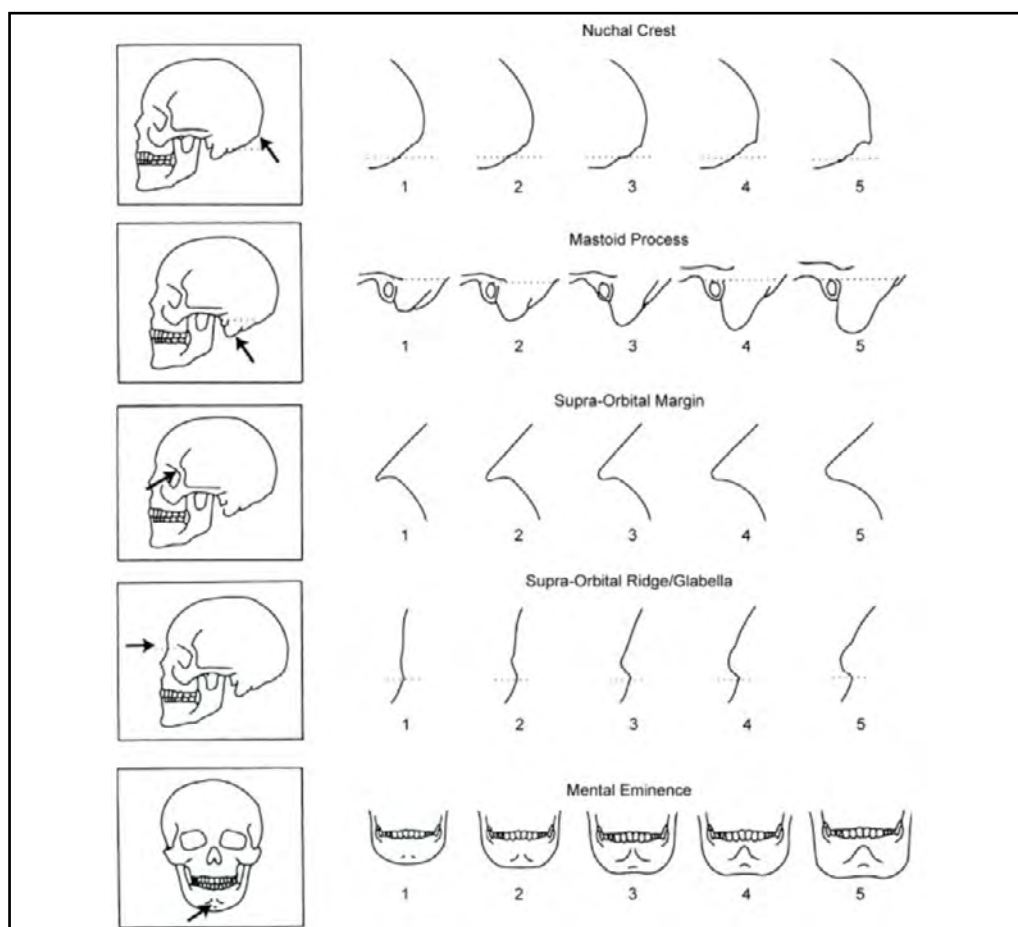 Nuchal Crest
1 2 3 4 5
Mastoid Process
1 2 3 4 5
Supra-Orbital Margin
1 2 3 4 5
Supra-Orbital Ridge/Glabella
1 2 3 4 5
Mental Eminence
1 2 3 4 5